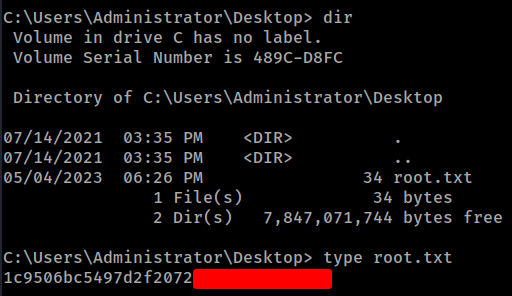 C:\Users\Administrator\Desktop> dir
Volume in drive C has no label.
Volume Serial Number is 489C-D8FC
Directory of C:\Users\Administrator\Desktop
07/14/2021  03:35 PM    <DIR>          .
07/14/2021  03:35 PM    <DIR>          ..
05/04/2023  06:26 PM                34 root.txt
1 File(s)             34 bytes
2 Dir(s)   7,847,071,744 bytes free
C:\Users\Administrator\Desktop> type root.txt
1c9506bc5497d2f2072